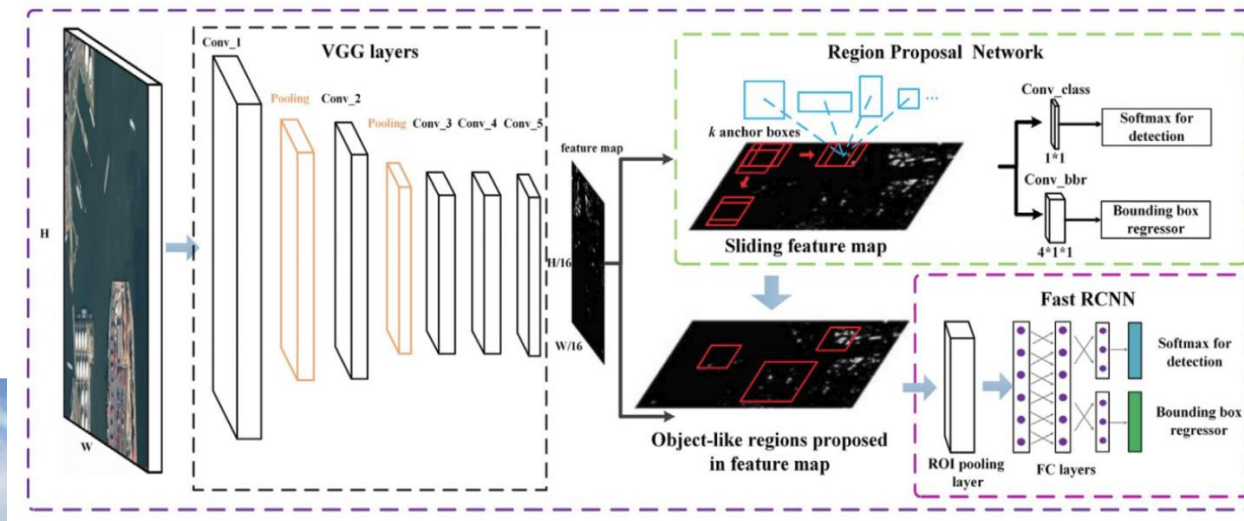 VGG layers
Conv_1
Pooling
Conv_2
Pooling
Conv_3
Conv_4
Conv_5
H
W
feature map
H/16
W/16
Region Proposal Network
k anchor boxes
...
Sliding feature map
Conv_class
1*1
Softmax for
detection
Conv_bbr
4*1*1
Bounding box
regressor
Object-like regions proposed
in feature map
Fast RCNN
ROI pooling
layer
FC layers
Softmax for
detection
Bounding box
regressor